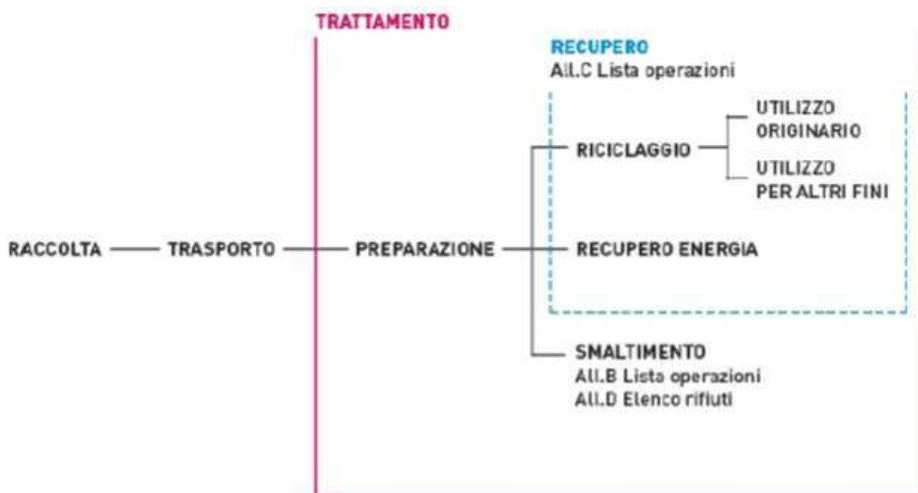 TRATTAMENTO
RECUPERO
All.C Lista operazioni
UTILIZZO
ORIGINARIO
RICICLAGGIO
UTILIZZO
PER ALTRI FINI
RACCOLTA
TRASPORTO
PREPARAZIONE
RECUPERO ENERGIA
SMALTIMENTO
All.B Lista operazioni
All.D Elenco rifiuti